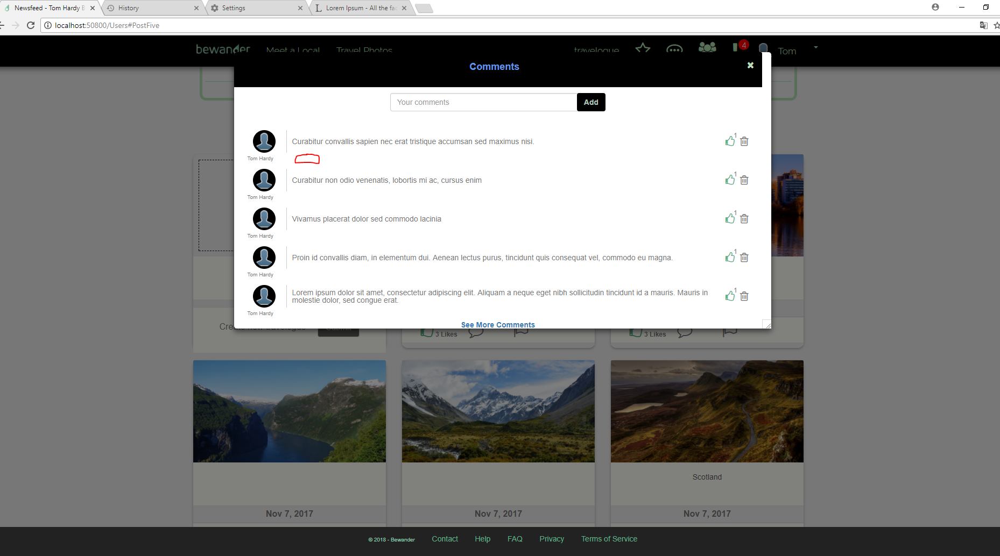 Newsfeed - Tom Hardy B
History
Settings
Lorem Ipsum - All the fac
localhost:50800/Users#PostFive
bewander
Meet a Local
Travel Photos
travelogue
4
Tom
Comments
Your comments
Add
Curabitur convallis sapien nec erat tristique accumsan sed maximus nisi.
1
Tom Hardy
Curabitur non odio venenatis, lobortis mi ac, cursus enim
1
Tom Hardy
Vivamus placerat dolor sed commodo lacinia
1
Tom Hardy
Proin id convallis diam, in elementum dui. Aenean lectus purus, tincidunt quis consequat vel, commodo eu magna.
1
Tom Hardy
Lorem ipsum dolor sit amet, consectetur adipiscing elit. Aliquam a neque eget nibh sollicitudin tincidunt id a mauris. Mauris in
molestie dolor, sed congue erat.
1
Tom Hardy
See More Comments
Create new travelogue
Submit
3 Likes
3 Likes
Scotland
Nov 7, 2017
Nov 7, 2017
Nov 7, 2017
© 2018 - Bewander
Contact
Help
FAQ
Privacy
Terms of Service